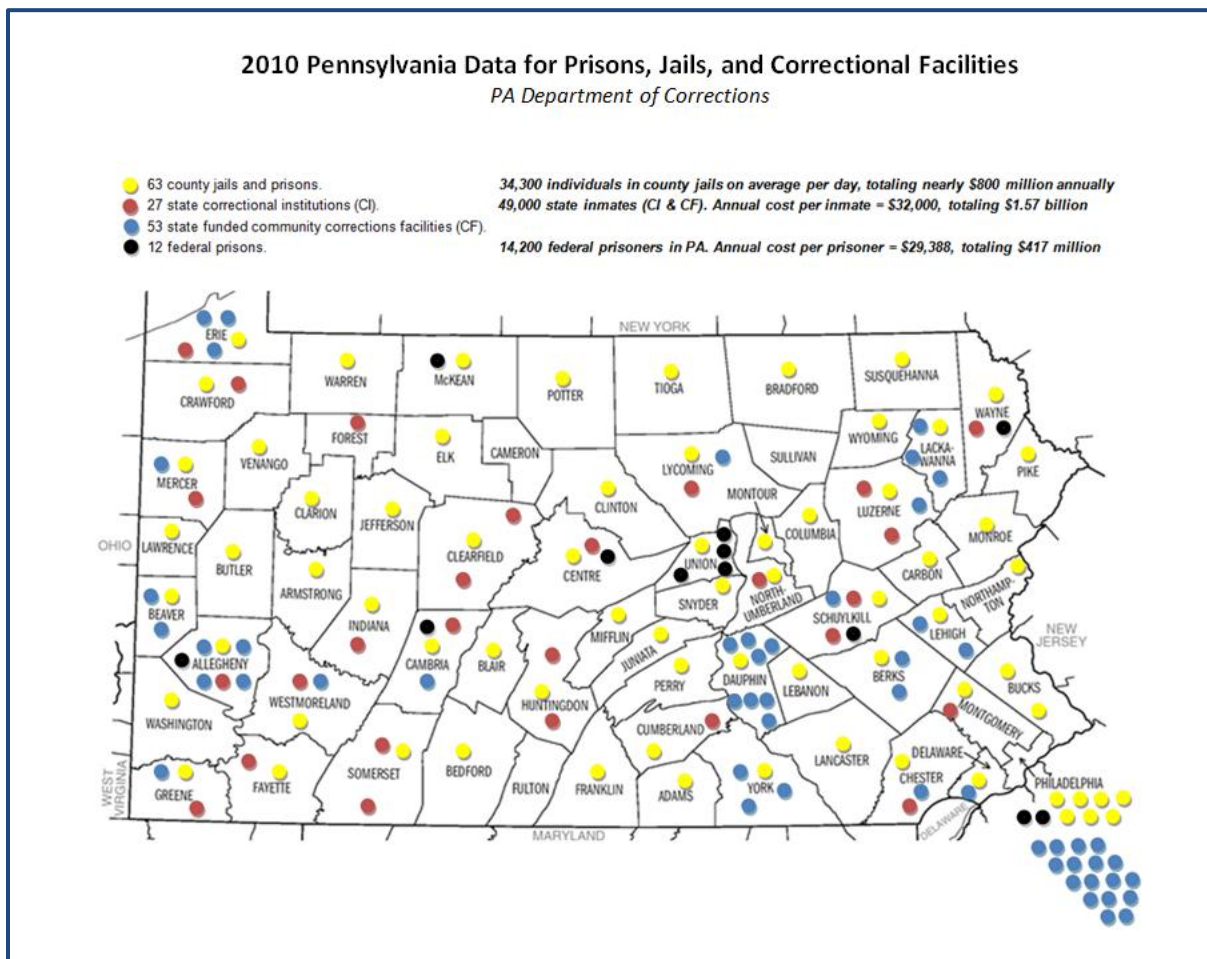 2010 Pennsylvania Data for Prisons, Jails, and Correctional Facilities
PA Department of Corrections
63 county jails and prisons.
34,300 individuals in county jails on average per day, totaling nearly $800 million annually
27 state correctional institutions (CI).
49,000 state inmates (CI & CF). Annual cost per inmate = $32,000, totaling $1.57 billion
53 state funded community corrections facilities (CF).
12 federal prisons.
14,200 federal prisoners in PA. Annual cost per prisoner = $29,388, totaling $417 million
NEW YORK
ERIE
WARREN
McKEAN
POTTER
TIOGA
BRADFORD
SUSQUEHANNA
CRAWFORD
WAYNE
FOREST
WYOMING
LACKA-
WANNA
VENANGO
ELK
CAMERON
LYCOMING
SULLIVAN
PIKE
MERCER
MONTOUR
CLINTON
LUZERNE
CLARION
JEFFERSON
COLUMBIA
MONROE
OHIO
LAWRENCE
CLEARFIELD
CENTRE
UNION
BUTLER
CARBON
ARMSTRONG
SNYDER
NORTH-
UMBERLAND
NORTHAMP-
TON
BEAVER
INDIANA
MIFFLIN
SCHUYLKILL
LEHIGH
NEW
JERSEY
ALLEGHENY
CAMBRIA
BLAIR
JUNIATA
PERRY
DAUPHIN
LEBANON
BERKS
BUCKS
WESTMORELAND
HUNTINGDON
WASHINGTON
CUMBERLAND
MONTGOMERY
WEST
VIRGINIA
GREENE
FAYETTE
SOMERSET
BEDFORD
FULTON
FRANKLIN
ADAMS
YORK
LANCASTER
CHESTER
DELAWARE
PHILADELPHIA
MARYLAND
DELAWARE